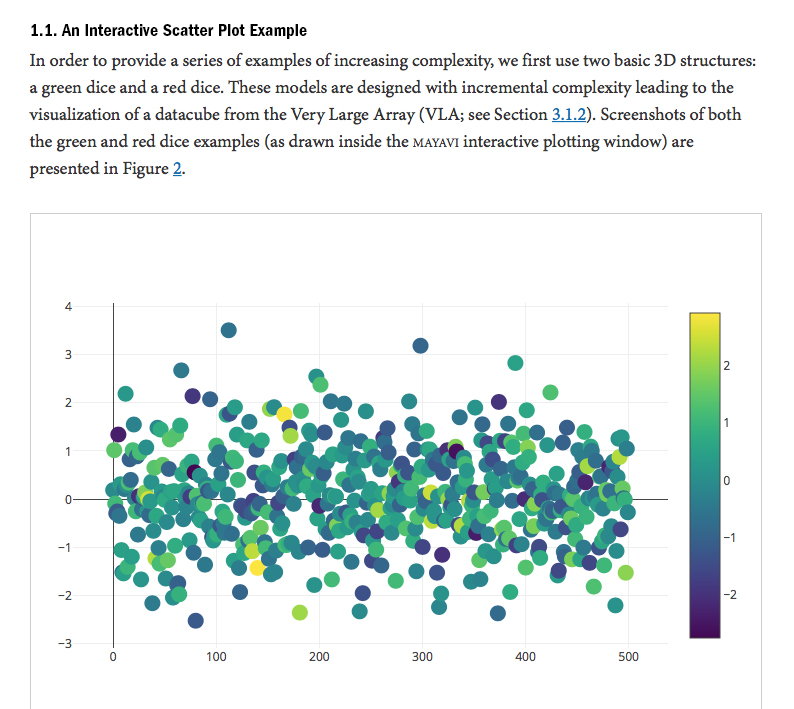 1.1. An Interactive Scatter Plot Example
In order to provide a series of examples of increasing complexity, we first use two basic 3D structures:
a green dice and a red dice. These models are designed with incremental complexity leading to the
visualization of a datacube from the Very Large Array (VLA; see Section 3.1.2). Screenshots of both
the green and red dice examples (as drawn inside the MAYAVI interactive plotting window) are
presented in Figure 2.
4
3
2
1
0
−1
−2
−3
0 100 200 300 400 500
2
1
0
−1
−2